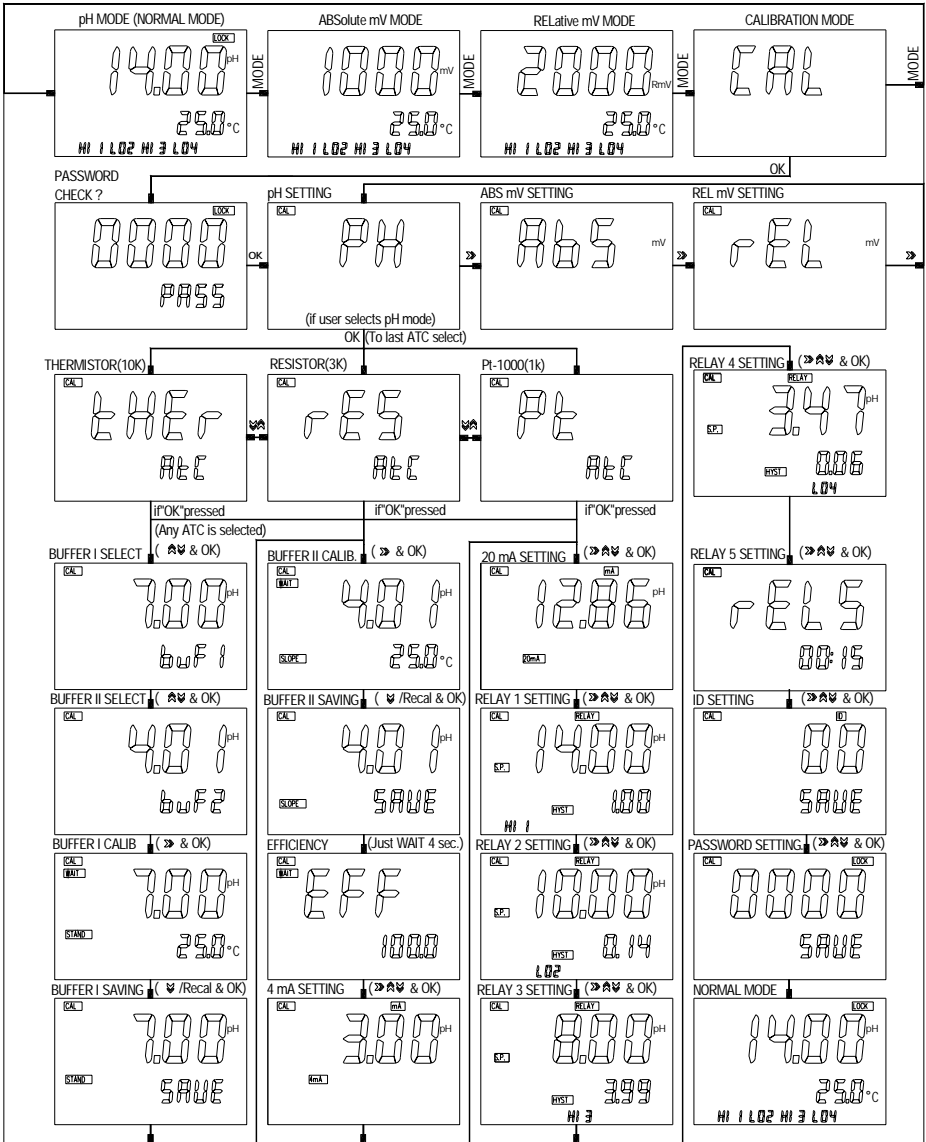 pH MODE (NORMAL MODE)
LOCK
14.00 pH
25.0 °C
HI 1 LO2 HI 3 LO4
MODE
ABSolute mV MODE
1000 mV
25.0 °C
HI 1 LO2 HI 3 LO4
MODE
RELative mV MODE
2000 RmV
25.0 °C
HI 1 LO2 HI 3 LO4
MODE
CALIBRATION MODE
CAL
MODE
OK
PASSWORD
CHECK ?
LOCK
0000
PASS
OK
pH SETTING
CAL
PH
(if user selects pH mode)
»
ABS mV SETTING
CAL
AbS mV
»
REL mV SETTING
CAL
rEL mV
»
OK (To last ATC select)
THERMISTOR(10K)
CAL
tHEr
AtC
RESISTOR(3K)
CAL
rES
AtC
Pt-1000(1k)
CAL
Pt
AtC
if"OK"pressed
if"OK"pressed
if"OK"pressed
(Any ATC is selected)
BUFFER I SELECT ( & OK)
CAL
7.00 pH
buF1
BUFFER II SELECT ( & OK)
CAL
4.01 pH
buF2
BUFFER I CALIB ( » & OK)
CAL
WAIT
7.00 pH
STAND
25.0 °C
BUFFER I SAVING ( /Recal & OK)
CAL
7.00 pH
STAND
SAVE
BUFFER II CALIB. ( » & OK)
CAL
WAIT
4.01 pH
SLOPE
25.0 °C
BUFFER II SAVING ( /Recal & OK)
CAL
4.01 pH
SLOPE
SAVE
EFFICIENCY (Just WAIT 4 sec.)
CAL
WAIT
EFF
100.0
4 mA SETTING (» & OK)
CAL
mA
3.00 pH
4mA
20 mA SETTING (» & OK)
CAL
mA
12.86 pH
20mA
RELAY 1 SETTING (» & OK)
CAL
RELAY
14.00 pH
S.P.
HYST 1.00
HI 1
RELAY 2 SETTING (» & OK)
CAL
RELAY
10.00 pH
S.P.
HYST 0.14
LO2
RELAY 3 SETTING (» & OK)
CAL
RELAY
8.00 pH
S.P.
HYST 3.99
HI 3
RELAY 4 SETTING (» & OK)
CAL
RELAY
3.47 pH
S.P.
HYST 0.06
LO4
RELAY 5 SETTING (» & OK)
CAL
rEL5
00:15
ID SETTING (» & OK)
CAL
ID
00
SAVE
PASSWORD SETTING (» & OK)
CAL
LOCK
0000
SAVE
NORMAL MODE
LOCK
14.00 pH
25.0 °C
HI 1 LO2 HI 3 LO4